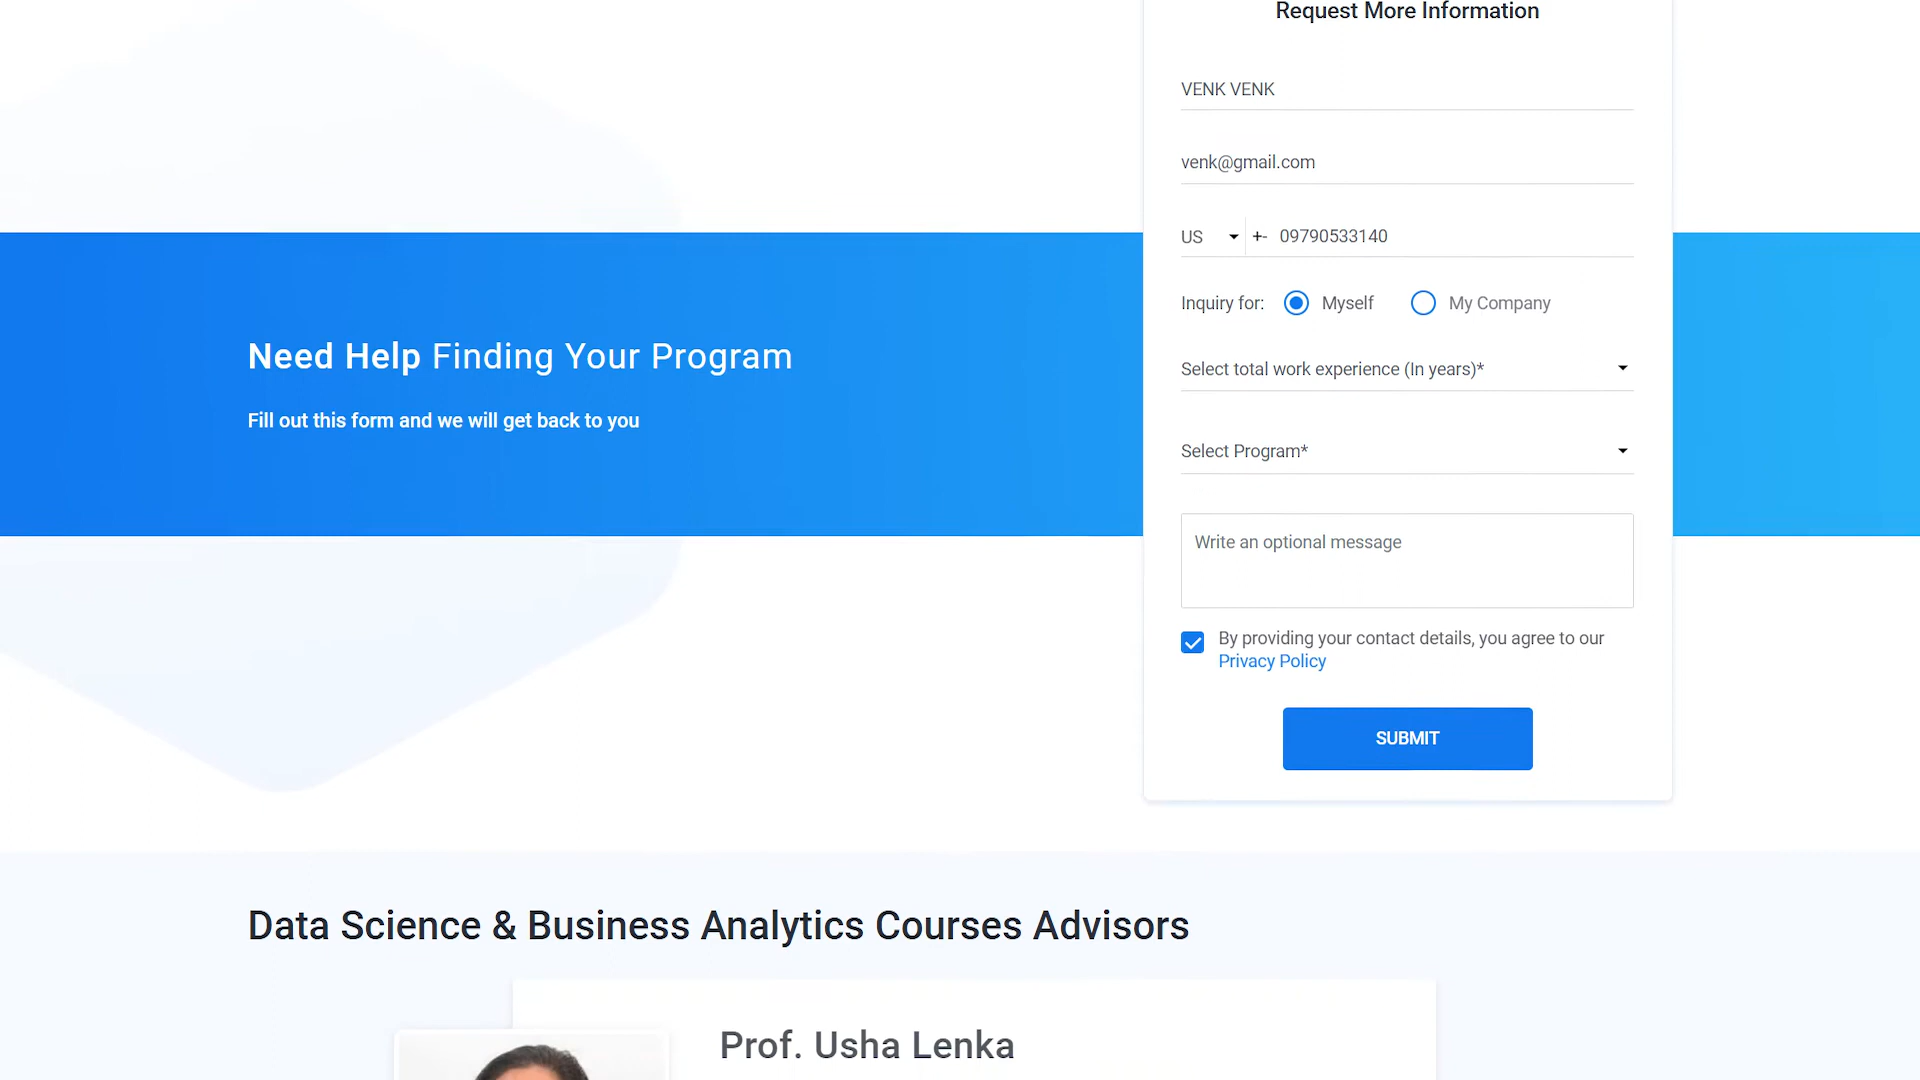 Request More Information
VENK VENK
venk@gmail.com
US +- 09790533140
Inquiry for: Myself My Company
Need Help Finding Your Program
Select total work experience (In years)*
Fill out this form and we will get back to you
Select Program*
Write an optional message
By providing your contact details, you agree to our
Privacy Policy
SUBMIT
Data Science & Business Analytics Courses Advisors
Prof. Usha Lenka